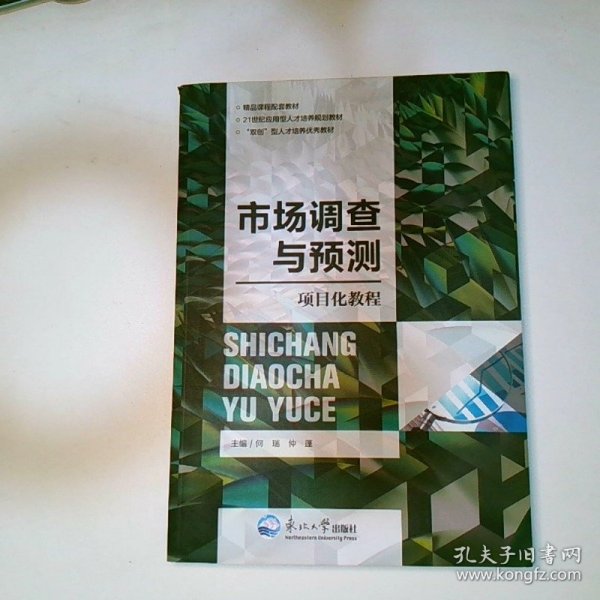 精品课程配套教材
21世纪应用型人才培养规划教材
“双创”型人才培养优秀教材
市场调查
与预测
项目化教程
SHICHANG
DIAOCHA
YU YUCE
主编/何 瑞 仲 蓬
东北大学出版社
Northeastern University Press
孔夫子旧书网
www.kongfz.com